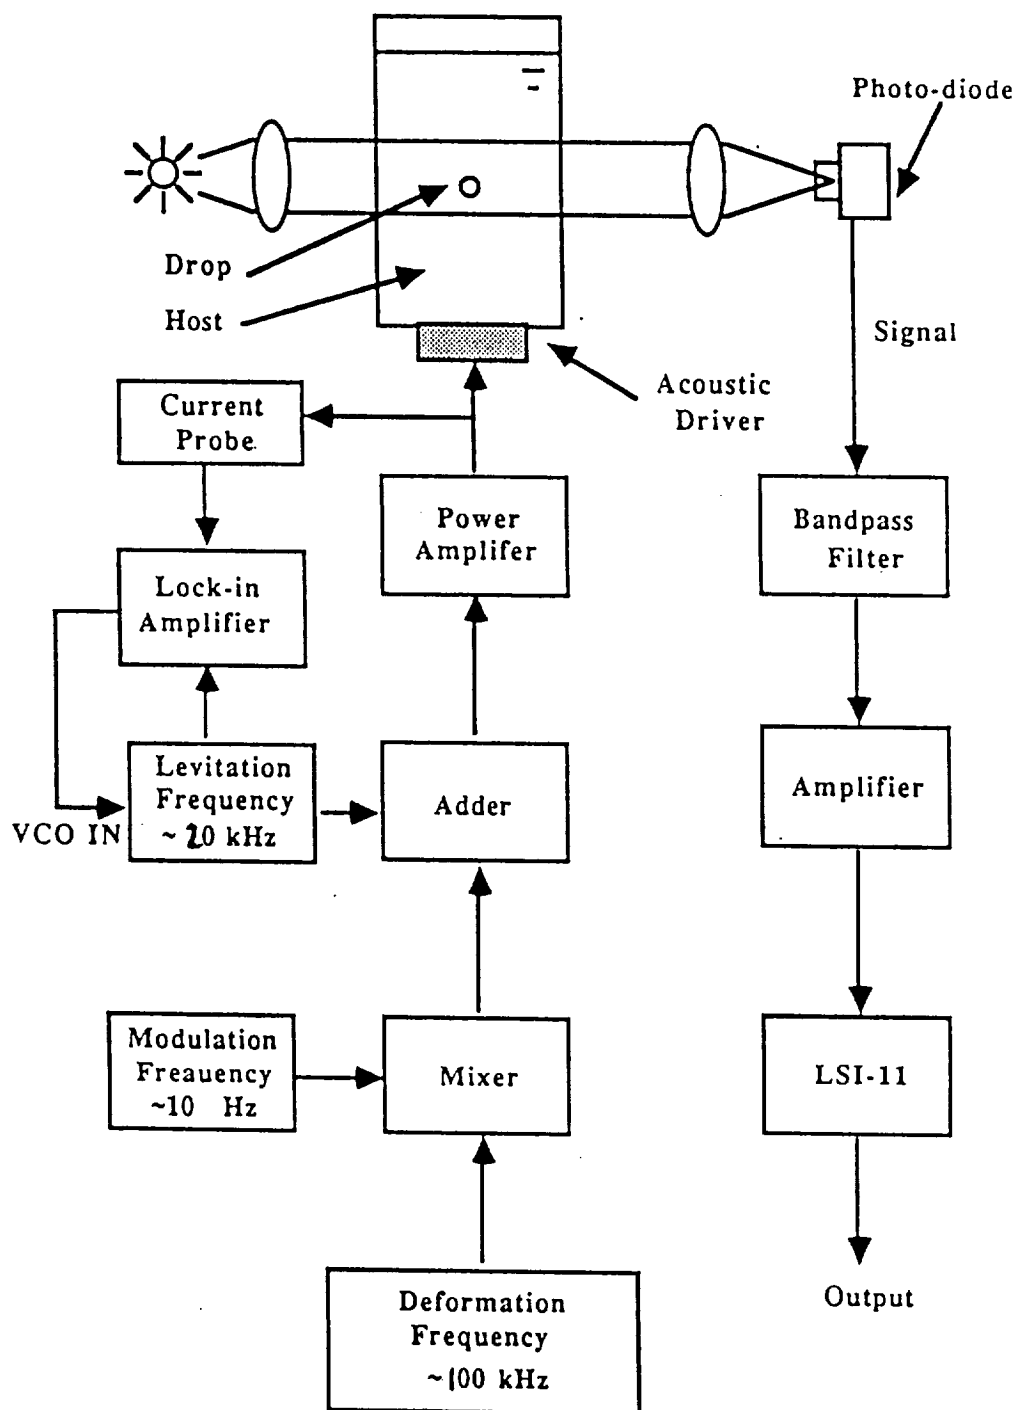 Photo-diode
Drop
Host
Signal
Acoustic
Driver
Current
Probe
Power
Amplifer
Bandpass
Filter
Lock-in
Amplifier
Levitation
Frequency
~ 20 kHz
VCO IN
Adder
Amplifier
Modulation
Freauency
~10 Hz
Mixer
LSI-11
Deformation
Frequency
~100 kHz
Output